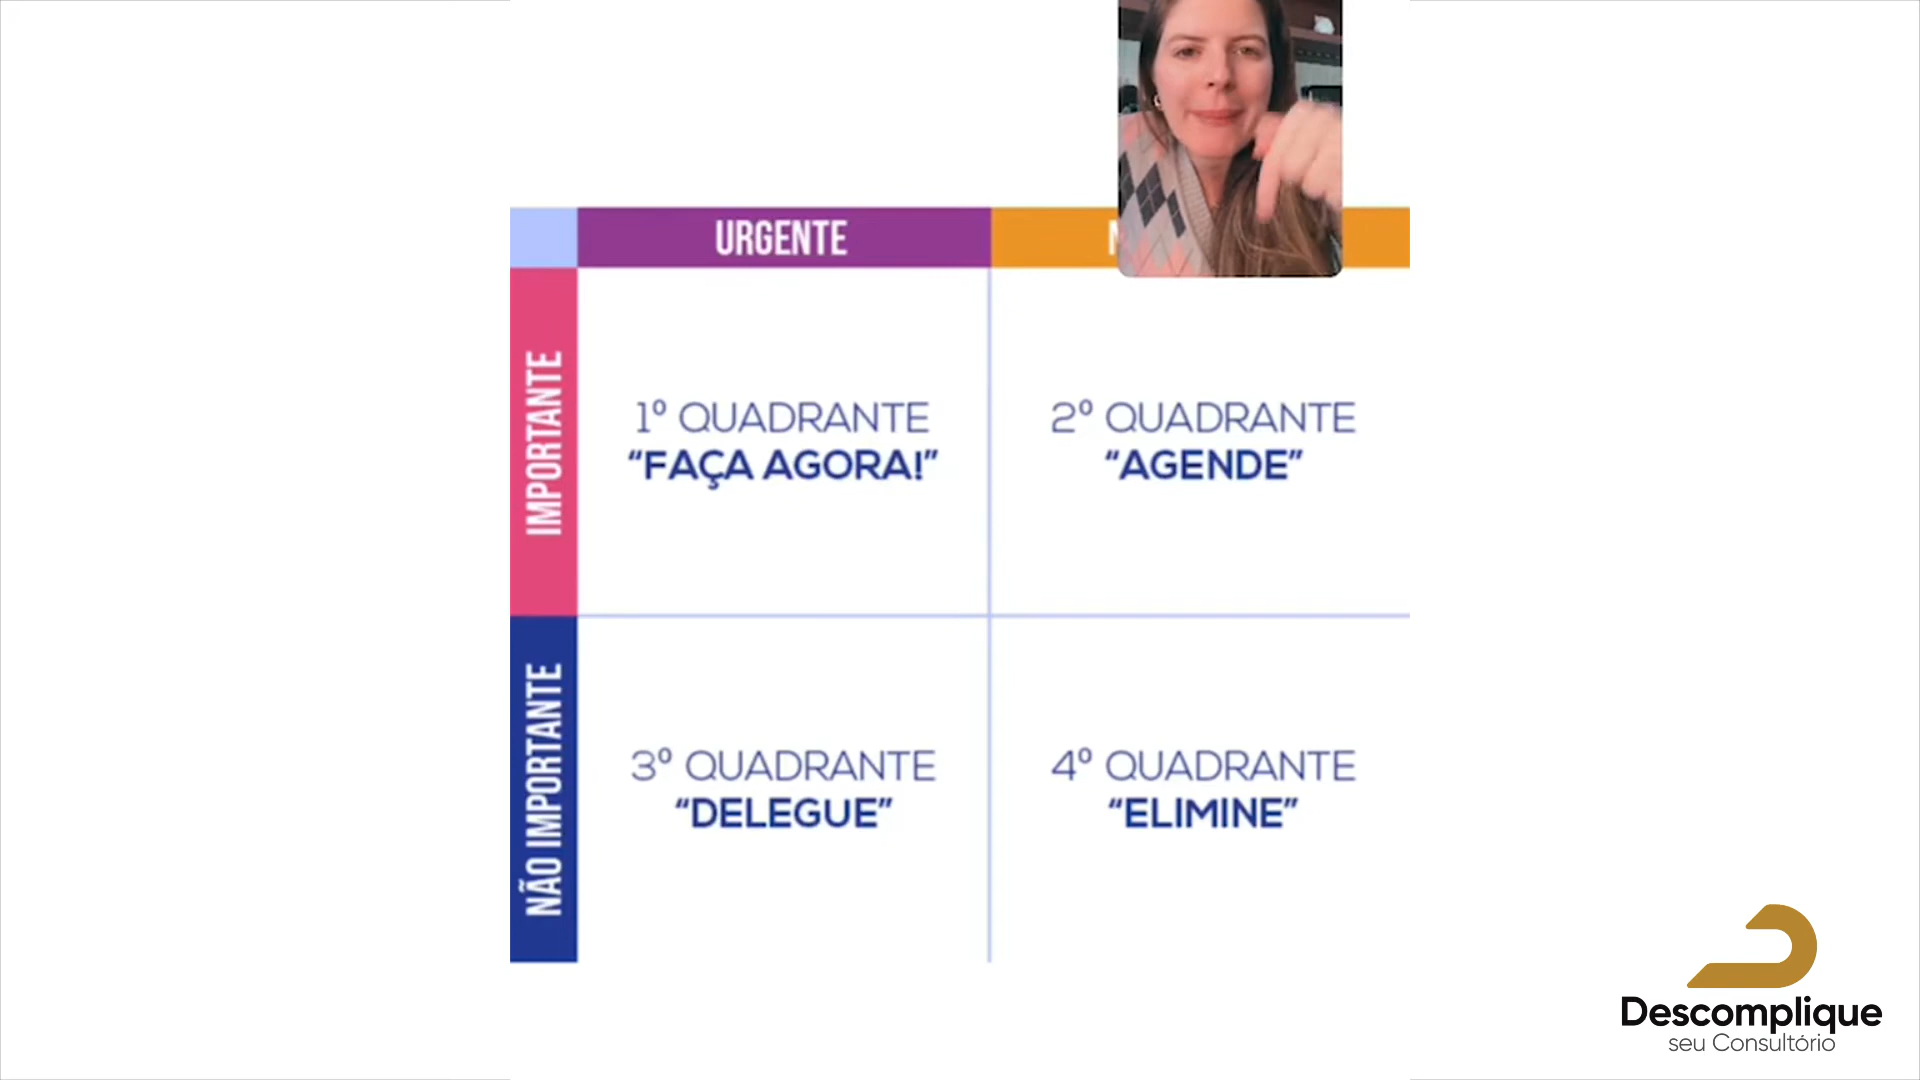 URGENTE
IMPORTANTE
1º QUADRANTE
“FAÇA AGORA!”
2º QUADRANTE
“AGENDE”
NÃO IMPORTANTE
3º QUADRANTE
“DELEGUE”
4º QUADRANTE
“ELIMINE”
Descomplique
seu Consultório